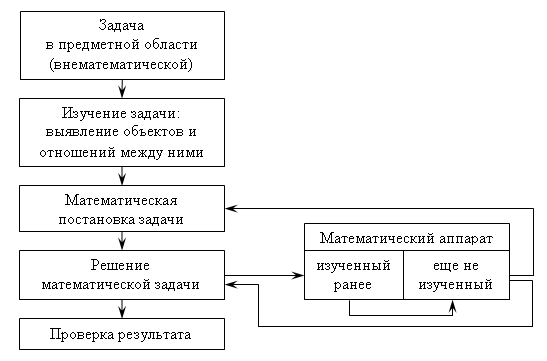 Задача
в предметной области
(внематематической)
Изучение задачи:
выявление объектов и
отношений между ними
Математическая
постановка задачи
Решение
математической задачи
Проверка результата
Математический аппарат
изученный
ранее
еще не
изученный